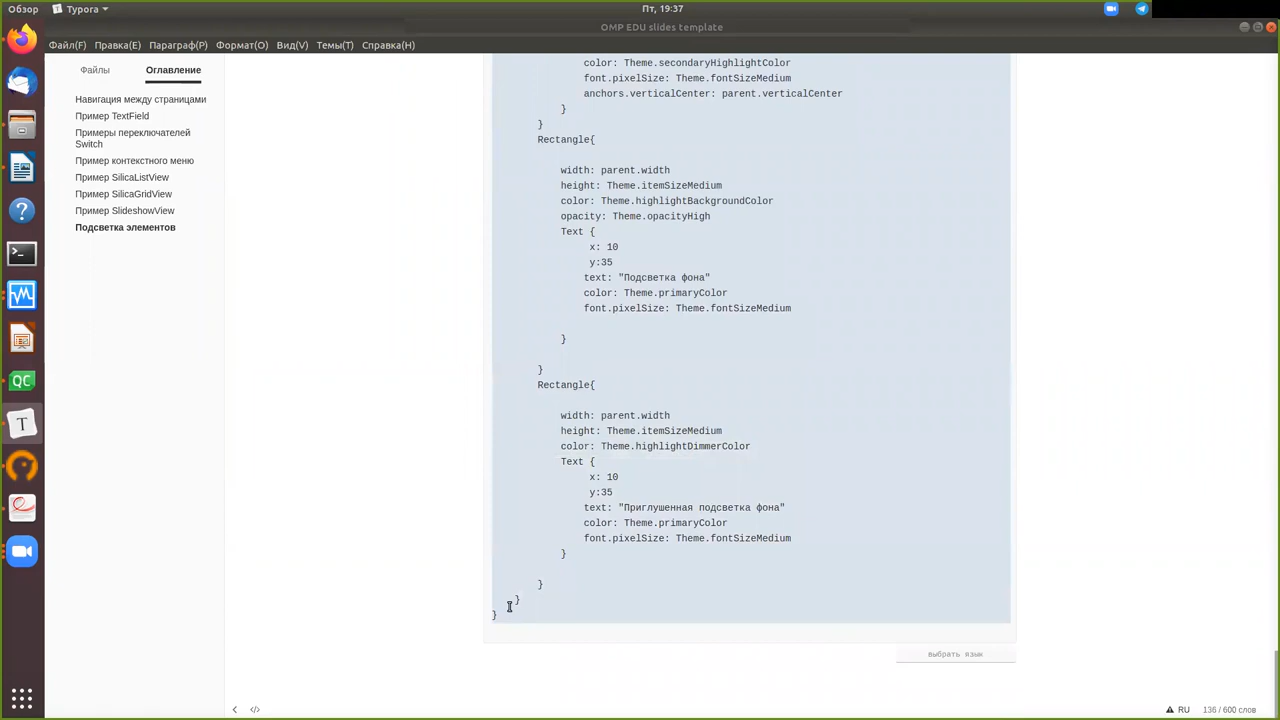 Обзор
Typora
Пт, 19:37
OMP EDU slides template
Файл(F) Правка(E) Параграф(P) Формат(O) Вид(V) Темы(T) Справка(H)
Файлы
Оглавление
Навигация между страницами
Пример TextField
Примеры переключателей
Switch
Пример контекстного меню
Пример SilicaListView
Пример SilicaGridView
Пример SlideshowView
Подсветка элементов
color: Theme.secondaryHighlightColor
font.pixelSize: Theme.fontSizeMedium
anchors.verticalCenter: parent.verticalCenter
}
}
Rectangle{
width: parent.width
height: Theme.itemSizeMedium
color: Theme.highlightBackgroundColor
opacity: Theme.opacityHigh
Text {
x: 10
y:35
text: "Подсветка фона"
color: Theme.primaryColor
font.pixelSize: Theme.fontSizeMedium
}
}
Rectangle{
width: parent.width
height: Theme.itemSizeMedium
color: Theme.highlightDimmerColor
Text {
x: 10
y:35
text: "Приглушенная подсветка фона"
color: Theme.primaryColor
font.pixelSize: Theme.fontSizeMedium
}
}
}
}
выбрать язык
</> RU 136 / 600 слов
QC
T